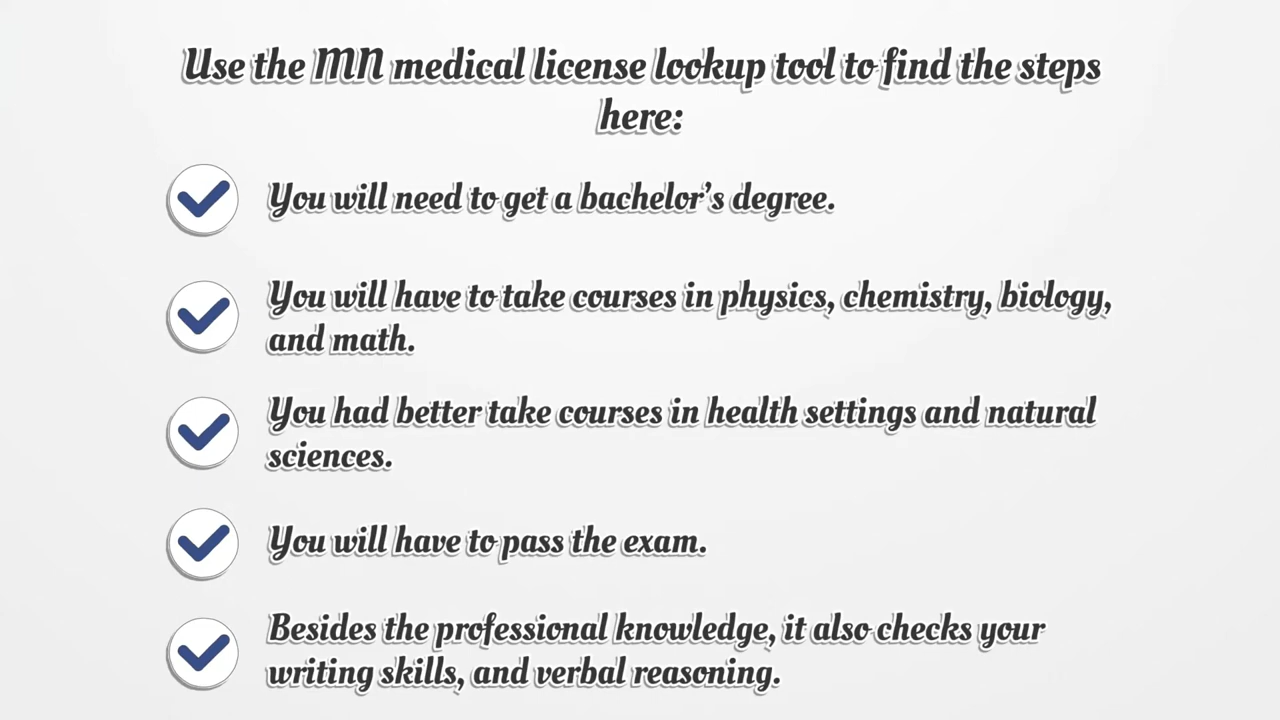 Use the MN medical license lookup tool to find the steps
here:
You will need to get a bachelor's degree.
You will have to take courses in physics, chemistry, biology,
and math.
You had better take courses in health settings and natural
sciences.
You will have to pass the exam.
Besides the professional knowledge, it also checks your
writing skills, and verbal reasoning.